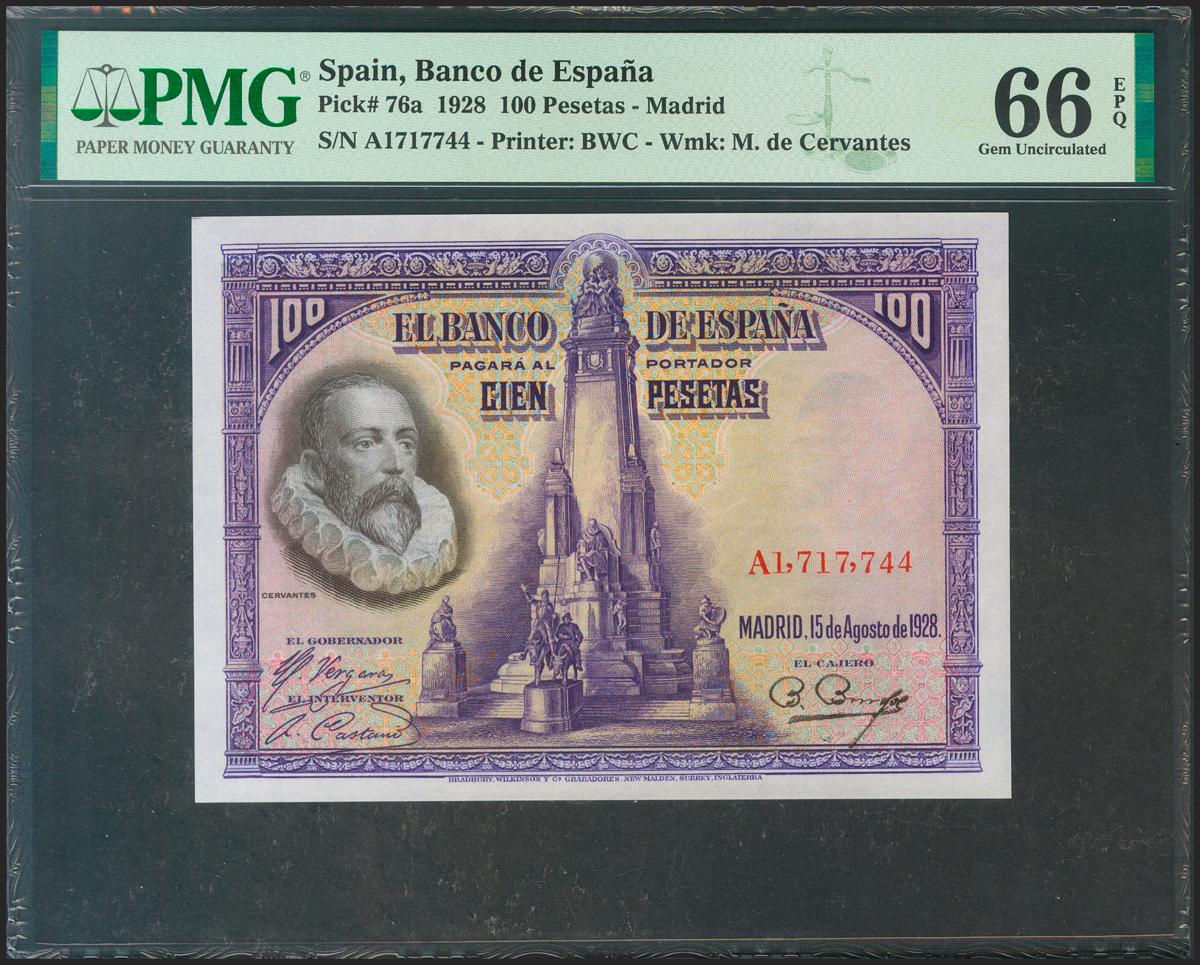 PMG®
PAPER MONEY GUARANTY
Spain, Banco de España
Pick# 76a 1928 100 Pesetas - Madrid
S/N A1717744 - Printer: BWC - Wmk: M. de Cervantes
66 EPQ
Gem Uncirculated
100 100
EL BANCO DE ESPAÑA
PAGARÁ AL PORTADOR
CIEN PESETAS
A1,717,744
CERVANTES
MADRID, 15 de Agosto de 1928.
EL GOBERNADOR
EL CAJERO
Vergara
EL INTERVENTOR
A. Castaño
BRADBURY, WILKINSON Y Cª GRABADORES, NEW MALDEN, SURREY, INGLATERRA